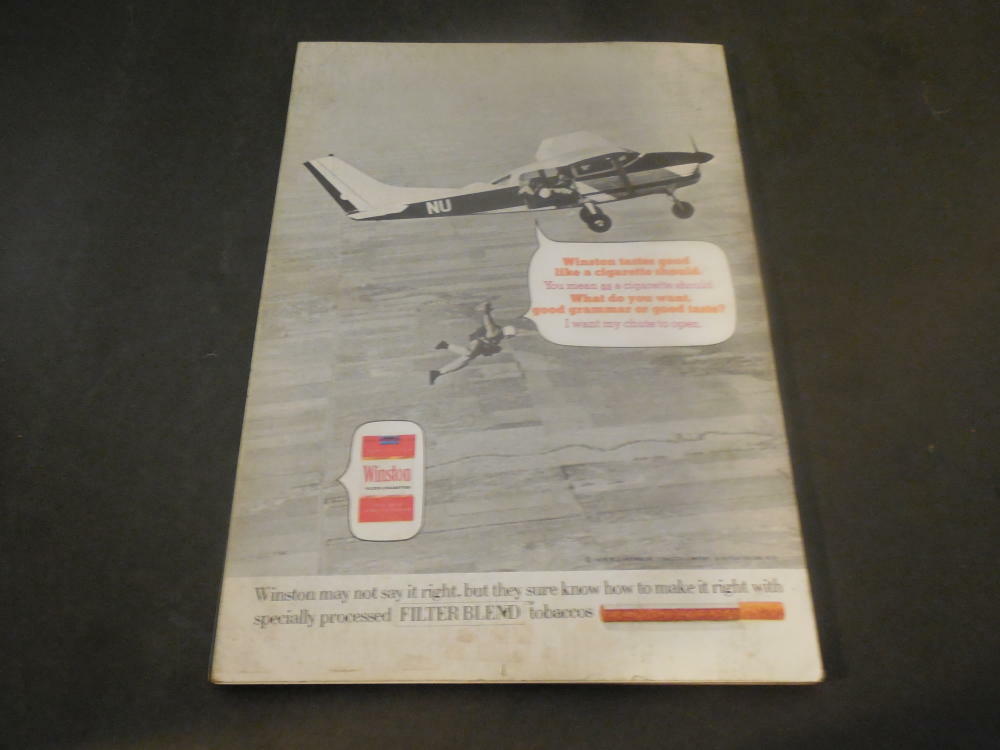 NU
Winston tastes good
like a cigarette should.
You mean as a cigarette should.
What do you want,
good grammar or good taste?
I want my chute to open.
Winston
Winston may not say it right, but they sure know how to make it right with
specially processed FILTER BLEND tobaccos